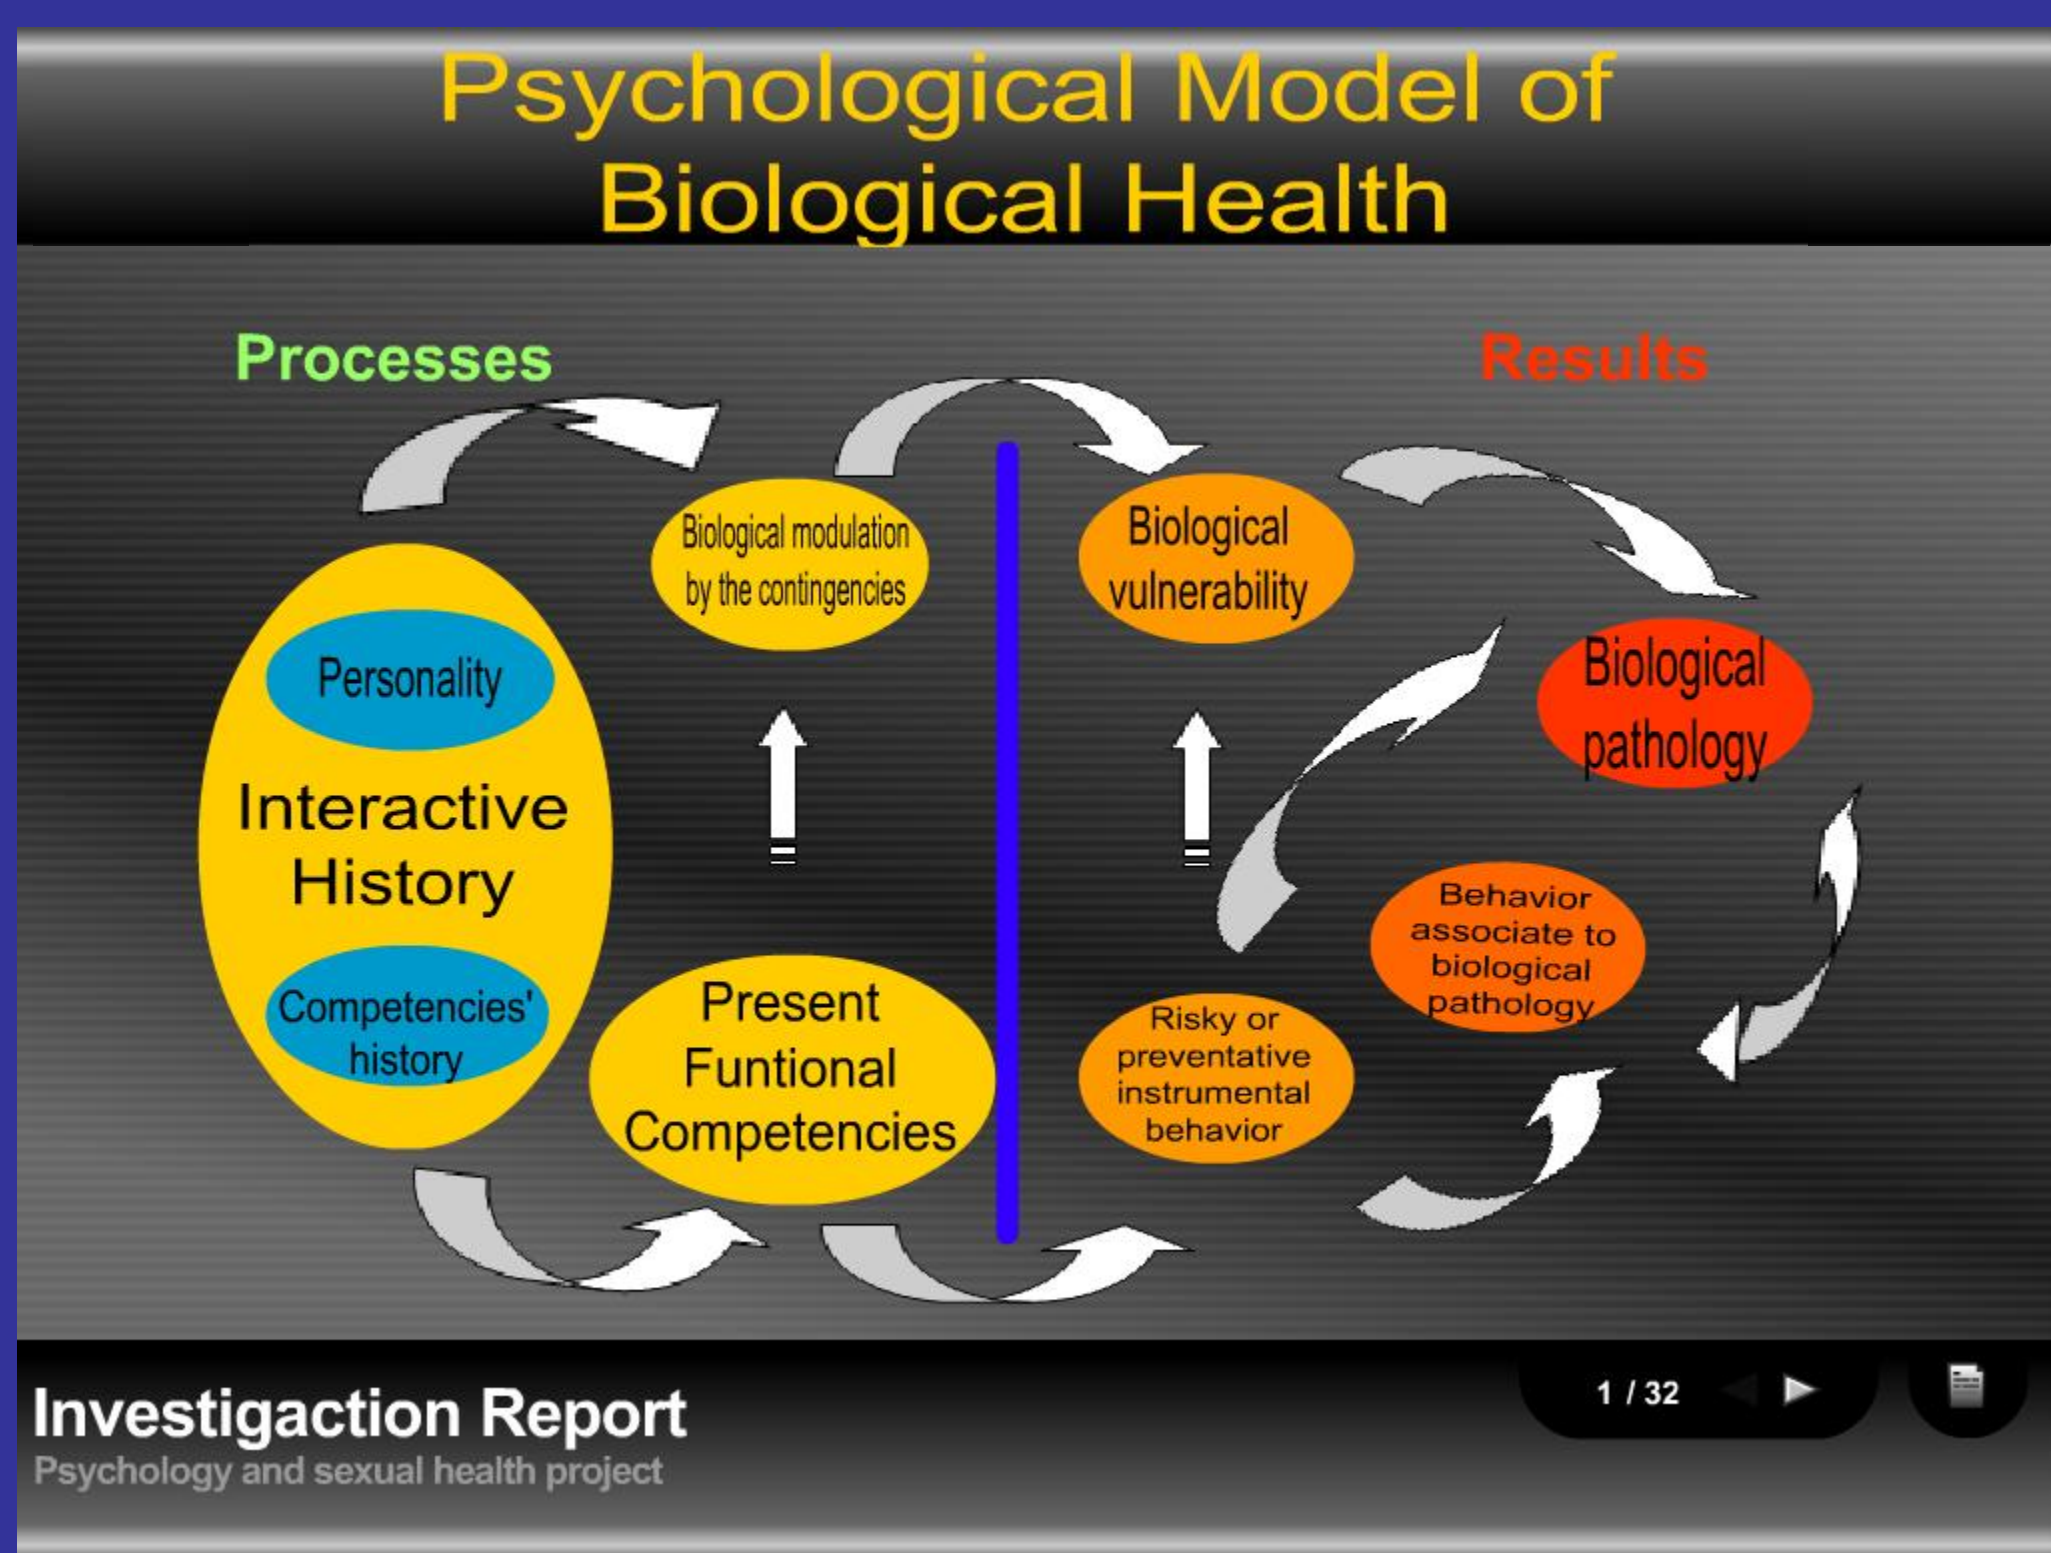 Psychological Model of
Biological Health
Processes
Results
Biological modulation
by the contingencies
Biological
vulnerability
Personality
Biological
pathology
Interactive
History
Behavior
associate to
biological
pathology
Competencies'
history
Present
Funtional
Competencies
Risky or
preventative
instrumental
behavior
Investigaction Report
Psychology and sexual health project
1 / 32